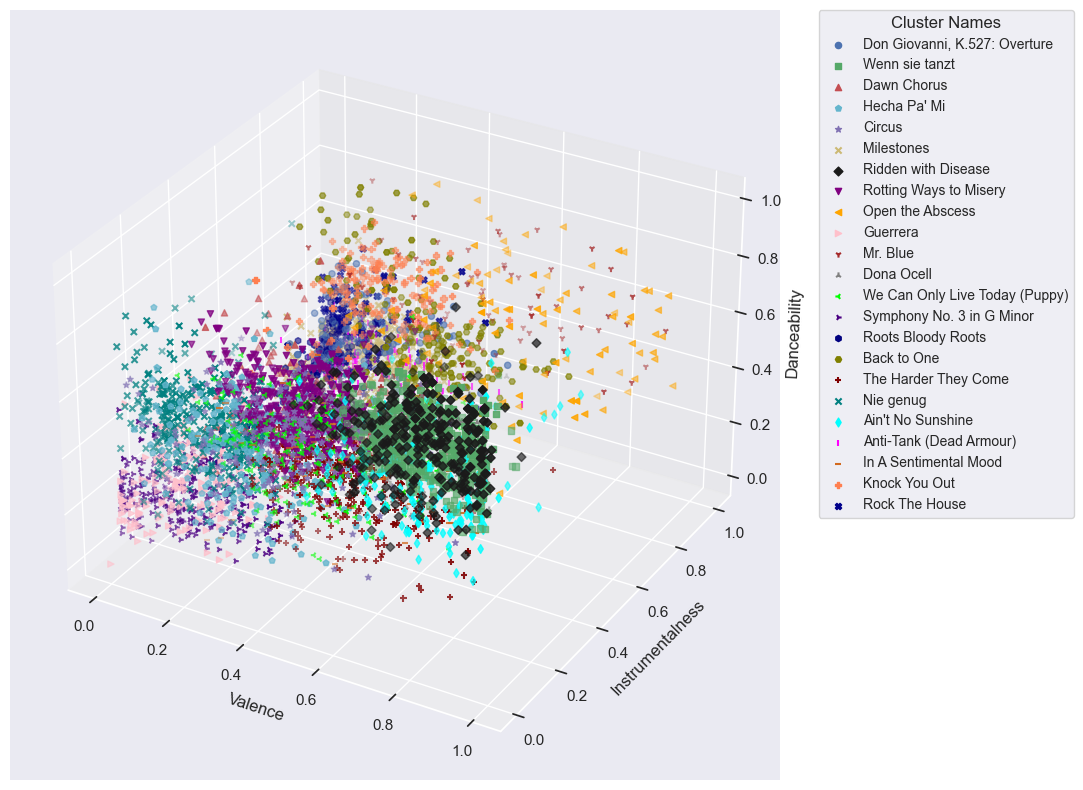 Cluster Names
Don Giovanni, K.527: Overture
Wenn sie tanzt
Dawn Chorus
Hecha Pa' Mi
Circus
Milestones
Ridden with Disease
Rotting Ways to Misery
Open the Abscess
Guerrera
Mr. Blue
Dona Ocell
We Can Only Live Today (Puppy)
Symphony No. 3 in G Minor
Roots Bloody Roots
Back to One
The Harder They Come
Nie genug
Ain't No Sunshine
Anti-Tank (Dead Armour)
In A Sentimental Mood
Knock You Out
Rock The House
1.0
0.8
0.6
0.4
0.2
0.0
Danceability
1.0
0.8
0.6
0.4
0.2
0.0
Instrumentalness
0.0
0.2
0.4
0.6
0.8
1.0
Valence